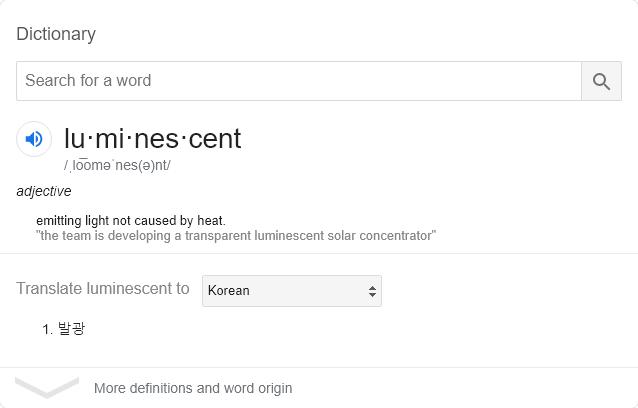 Dictionary
Search for a word
lu·mi·nes·cent
/ˌlo͞oməˈnes(ə)nt/
adjective
emitting light not caused by heat.
"the team is developing a transparent luminescent solar concentrator"
Translate luminescent to Korean
1. 발광
More definitions and word origin